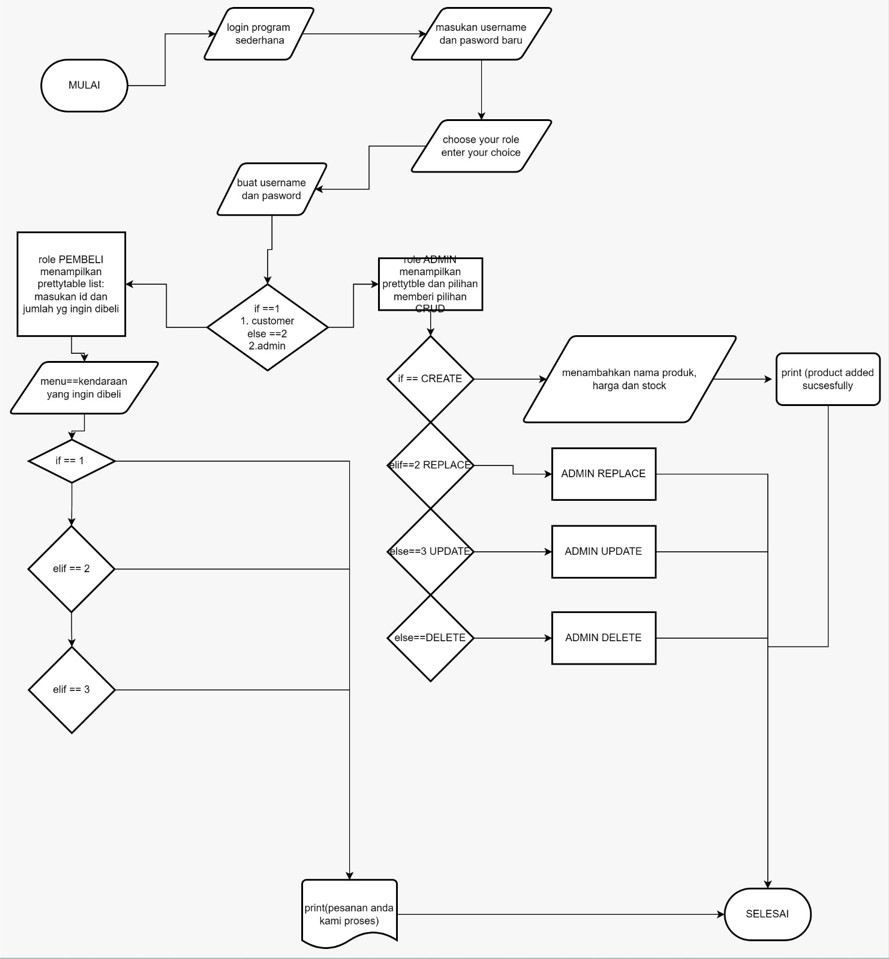 login program
sederhana
masukan username
dan pasword baru
MULAI
choose your role
enter your choice
buat username
dan pasword
role PEMBELI
menampilkan
prettytable list:
masukan id dan
jumlah yg ingin dibeli
if ==1
1. customer
else ==2
2.admin
role ADMIN
menampilkan
prettytble dan pilihan
memberi pilihan
CRUD
menu==kendaraan
yang ingin dibeli
if == CREATE
menambahkan nama produk,
harga dan stock
print (product added
sucsesfully
if == 1
elif==2 REPLACE
ADMIN REPLACE
elif == 2
else==3 UPDATE
ADMIN UPDATE
else==DELETE
ADMIN DELETE
elif == 3
print(pesanan anda
kami proses)
SELESAI